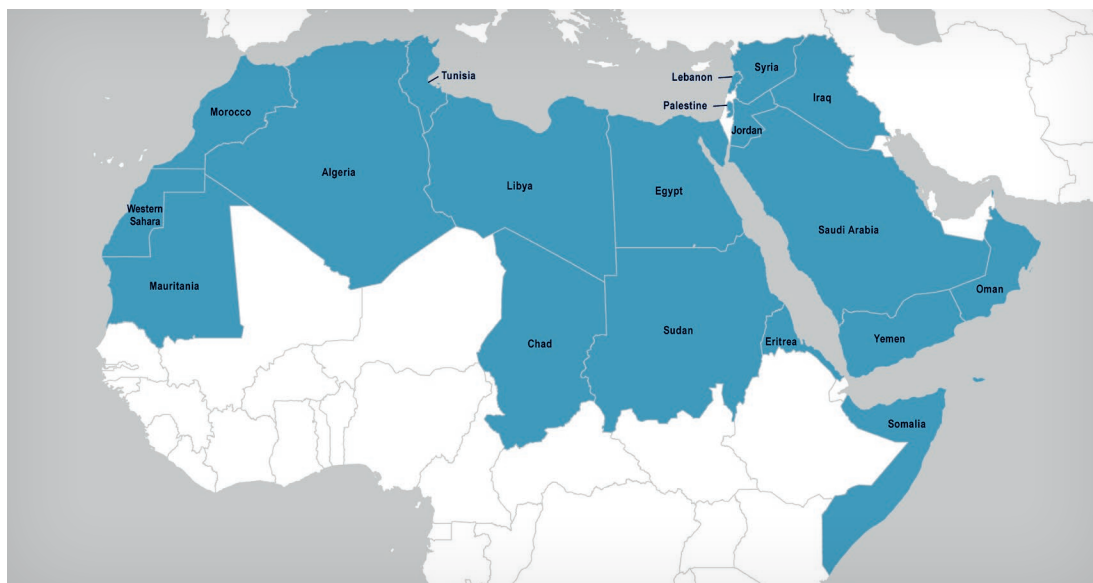 Tunisia
Lebanon
Syria
Palestine
Iraq
Morocco
Jordan
Algeria
Libya
Egypt
Western
Sahara
Saudi Arabia
Mauritania
Oman
Sudan
Chad
Eritrea
Yemen
Somalia